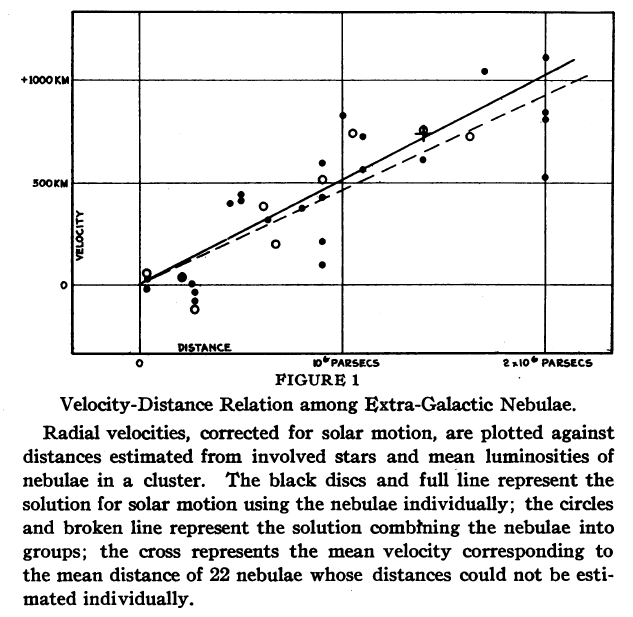 +1000 KM
500 KM
VELOCITY
0
DISTANCE
0
10⁶ PARSECS
2×10⁶ PARSECS
FIGURE 1
Velocity-Distance Relation among Extra-Galactic Nebulae.
Radial velocities, corrected for solar motion, are plotted against
distances estimated from involved stars and mean luminosities of
nebulae in a cluster. The black discs and full line represent the
solution for solar motion using the nebulae individually; the circles
and broken line represent the solution combining the nebulae into
groups; the cross represents the mean velocity corresponding to
the mean distance of 22 nebulae whose distances could not be esti-
mated individually.